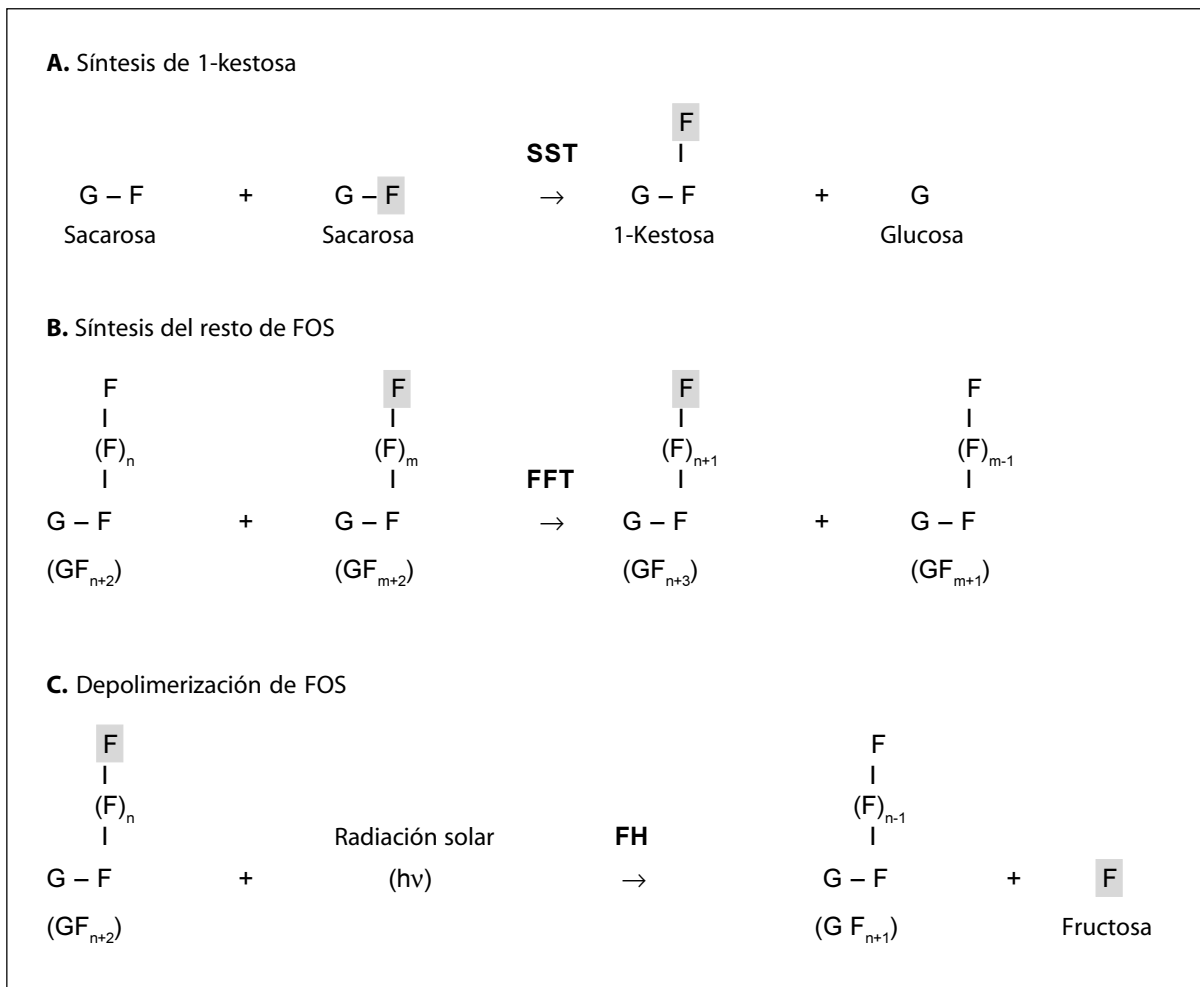 A. Síntesis de 1-kestosa
F
SST
G – F + G – F → G – F + G
Sacarosa Sacarosa 1-Kestosa Glucosa
B. Síntesis del resto de FOS
F F F F
(F)n (F)m (F)n+1 (F)m-1
FFT
G – F + G – F → G – F + G – F
(GFn+2) (GFm+2) (GFn+3) (GFm+1)
C. Depolimerización de FOS
F F
(F)n (F)n-1
Radiación solar FH
G – F + (hν) → G – F + F
(GFn+2) (G Fn+1) Fructosa